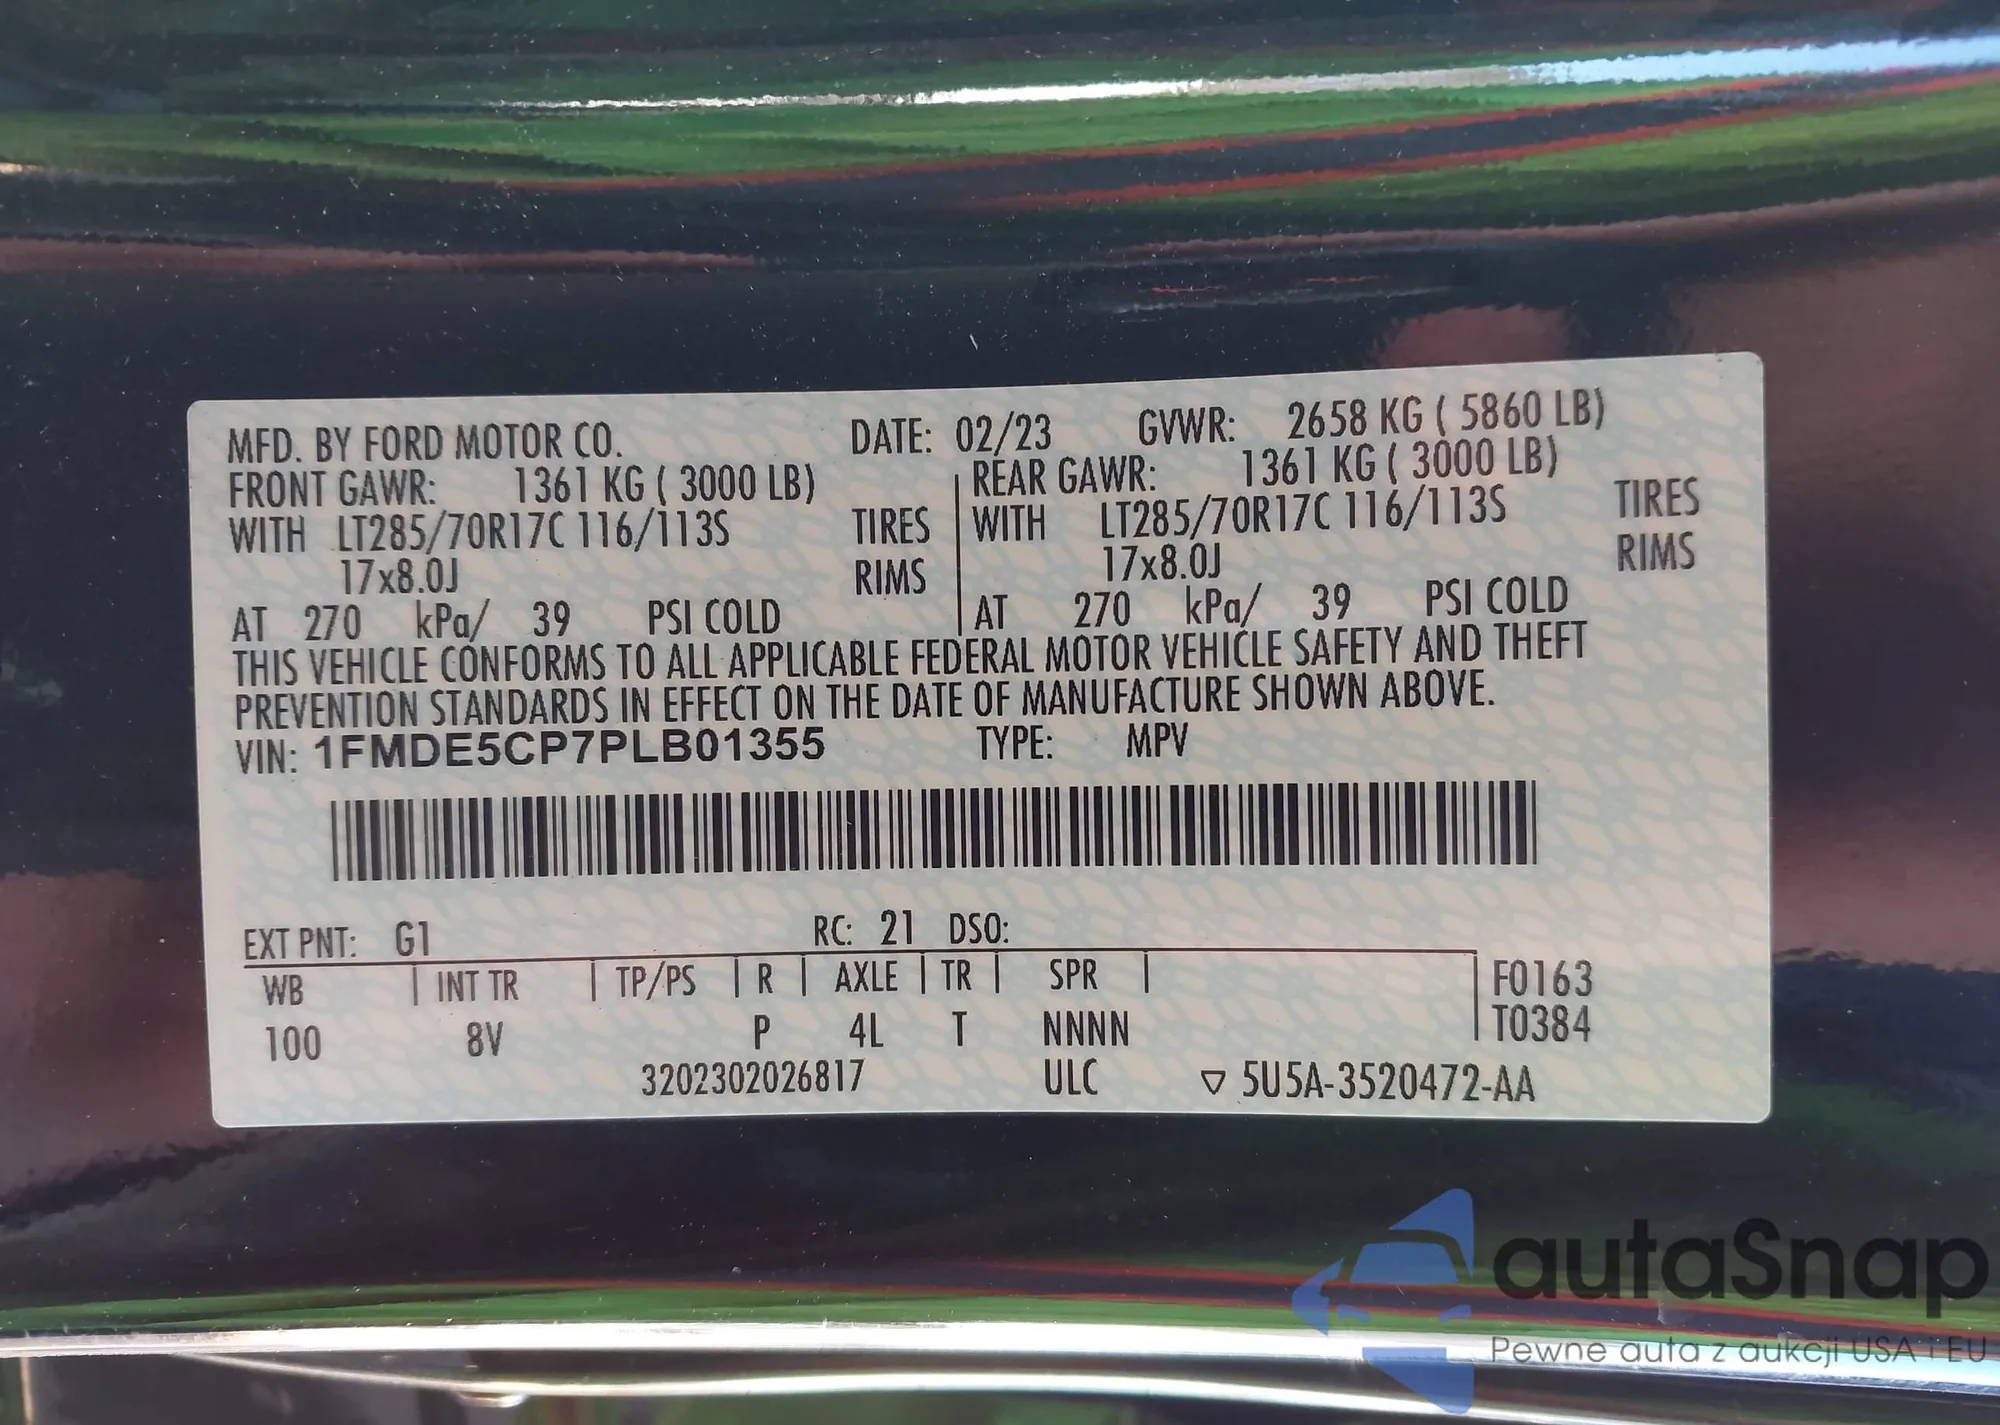 MFD. BY FORD MOTOR CO. DATE: 02/23 GVWR: 2658 KG ( 5860 LB)
FRONT GAWR: 1361 KG ( 3000 LB) REAR GAWR: 1361 KG ( 3000 LB)
WITH LT285/70R17C 116/113S TIRES WITH LT285/70R17C 116/113S TIRES
17x8.0J RIMS 17x8.0J RIMS
AT 270 kPa/ 39 PSI COLD AT 270 kPa/ 39 PSI COLD
THIS VEHICLE CONFORMS TO ALL APPLICABLE FEDERAL MOTOR VEHICLE SAFETY AND THEFT
PREVENTION STANDARDS IN EFFECT ON THE DATE OF MANUFACTURE SHOWN ABOVE.
VIN: 1FMDE5CP7PLB01355 TYPE: MPV
EXT PNT: G1 RC: 21 DSO:
WB | INT TR | TP/PS | R | AXLE | TR | SPR | F0163
100 8V P 4L T NNNN T0384
3202302026817 ULC ▽ 5U5A-3520472-AA
autaSnap
Pewne auta z aukcji USA i EU